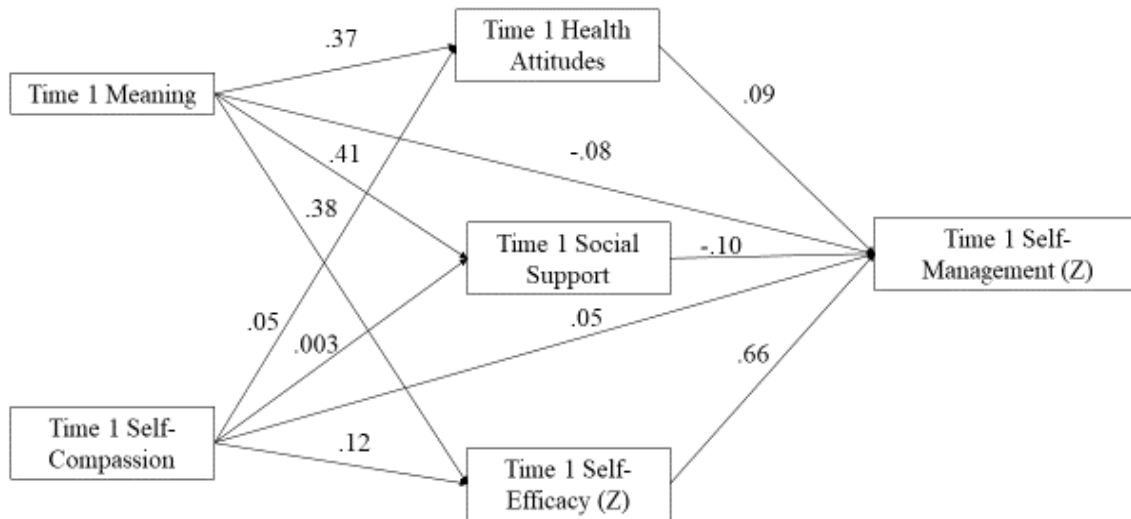 Time 1 Health
Attitudes
.37
Time 1 Meaning
.09
-.08
.41
.38
Time 1 Social
Support
-.10
Time 1 Self-
Management (Z)
.05
.003
.05
.66
Time 1 Self-
Compassion
.12
Time 1 Self-
Efficacy (Z)